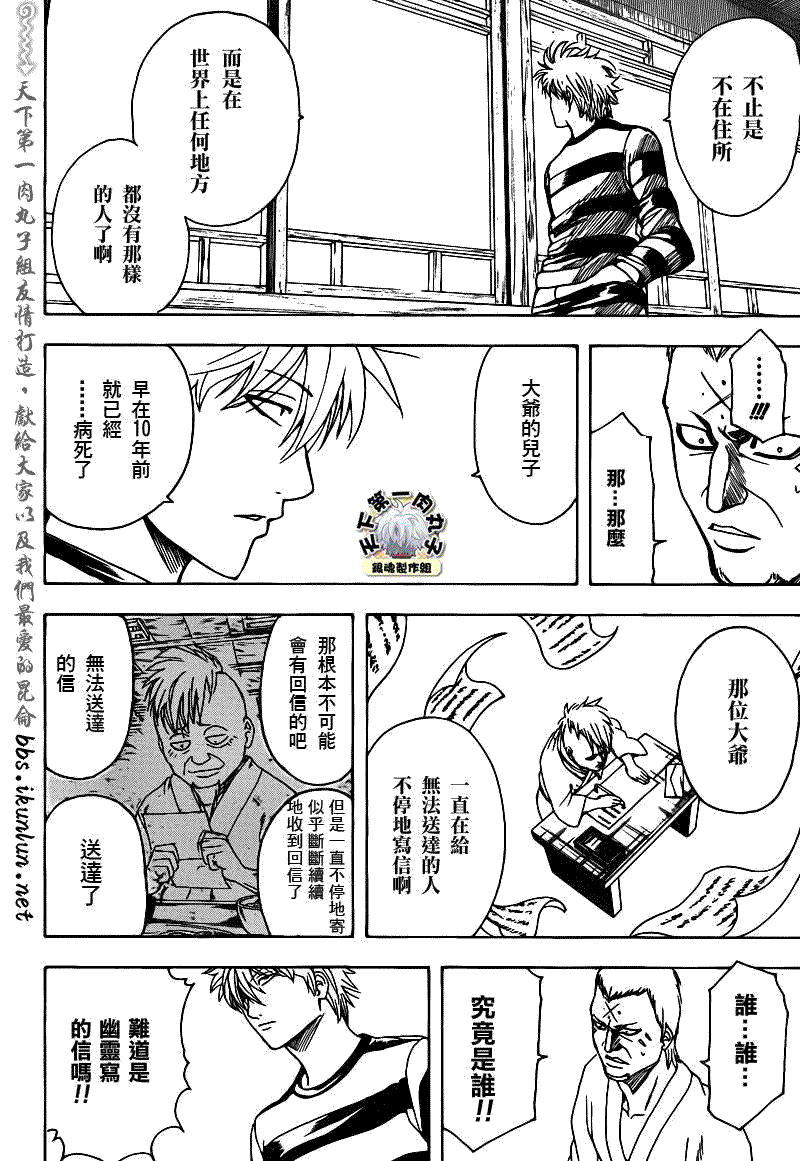 不止是
不在住所
而是在
世界上任何地方
都沒有那樣
的人了啊
……!!!
那…那麼
大爺的兒子
早在10年前
就已經
……病死了
天下第一肉丸子
銀魂製作組
那位大爺
一直在給
無法送達的人
不停地寫信啊
那根本不可能
會有回信的吧
但是一直不停地寄
似乎斷斷續續
地收到回信了
無法送達
的信
送達了
誰…誰…
究竟是誰!!
難道是
幽靈寫
的信嗎!!
天下第一肉丸子組友情打造，獻給大家以及我們最愛的昆侖 bbs.ikunlun.net